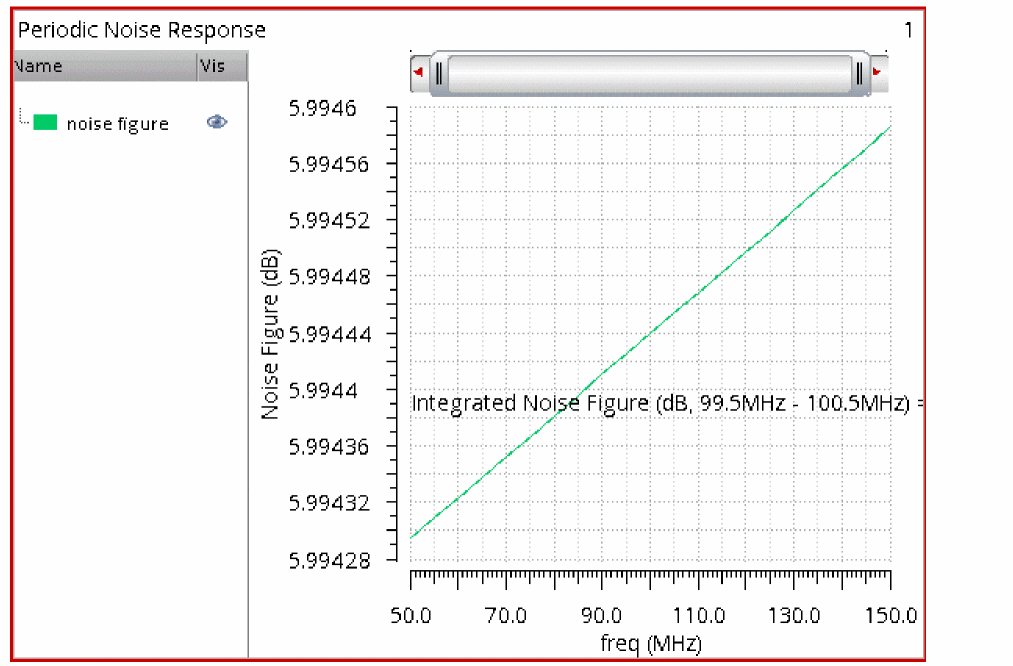 Periodic Noise Response 1
Name Vis
noise figure
Noise Figure (dB)
5.9946
5.99456
5.99452
5.99448
5.99444
5.9944
5.99436
5.99432
5.99428
Integrated Noise Figure (dB, 99.5MHz - 100.5MHz) =
50.0 70.0 90.0 110.0 130.0 150.0
freq (MHz)